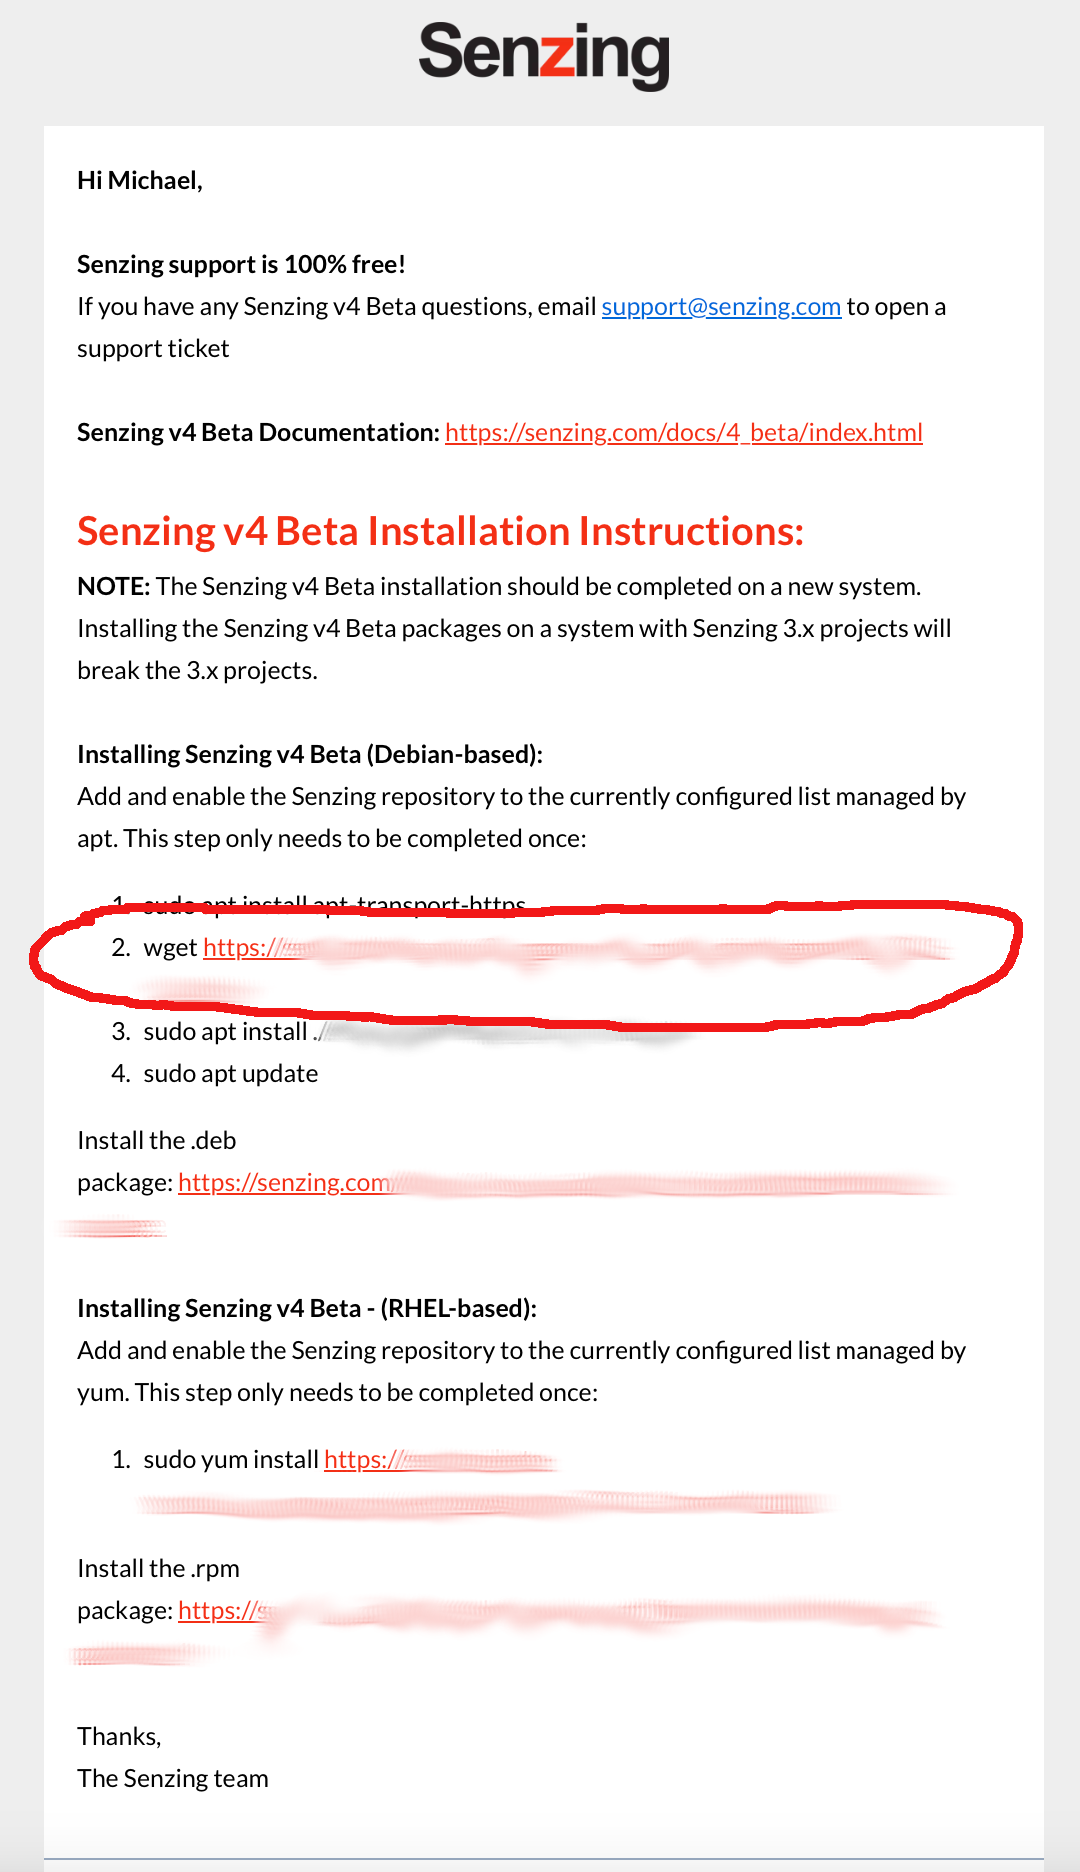 Senzing
Hi Michael,
Senzing support is 100% free!
If you have any Senzing v4 Beta questions, email support@senzing.com to open a
support ticket
Senzing v4 Beta Documentation: https://senzing.com/docs/4_beta/index.html
Senzing v4 Beta Installation Instructions:
NOTE: The Senzing v4 Beta installation should be completed on a new system.
Installing the Senzing v4 Beta packages on a system with Senzing 3.x projects will
break the 3.x projects.
Installing Senzing v4 Beta (Debian-based):
Add and enable the Senzing repository to the currently configured list managed by
apt. This step only needs to be completed once:
1. sudo apt install apt-transport-https
2. wget https://
3. sudo apt install ./
4. sudo apt update
Install the .deb
package: https://senzing.com/
Installing Senzing v4 Beta - (RHEL-based):
Add and enable the Senzing repository to the currently configured list managed by
yum. This step only needs to be completed once:
1. sudo yum install https://
Install the .rpm
package: https://s
Thanks,
The Senzing team